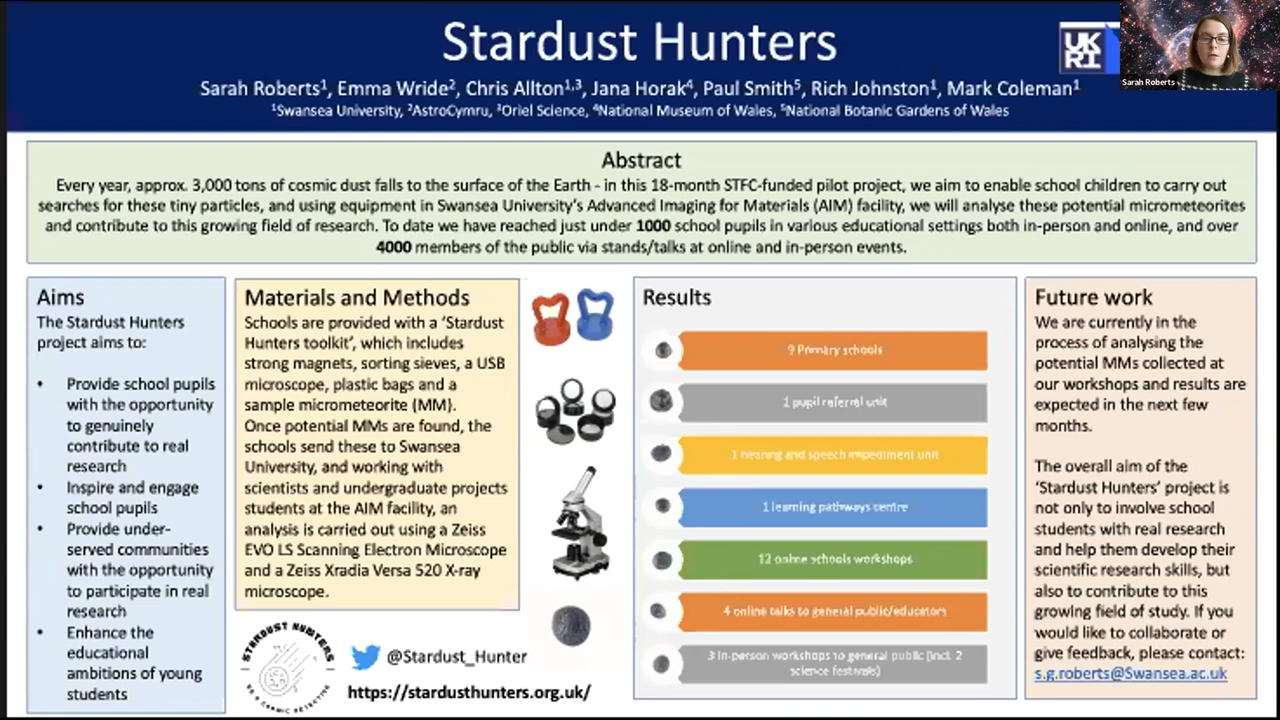 Stardust Hunters
UK
RI
Sarah Roberts
Sarah Roberts¹, Emma Wride², Chris Allton¹,³, Jana Horak⁴, Paul Smith⁵, Rich Johnston¹, Mark Coleman¹
¹Swansea University, ²AstroCymru, ³Oriel Science, ⁴National Museum of Wales, ⁵National Botanic Gardens of Wales
Abstract
Every year, approx. 3,000 tons of cosmic dust falls to the surface of the Earth - in this 18-month STFC-funded pilot project, we aim to enable school children to carry out
searches for these tiny particles, and using equipment in Swansea University's Advanced Imaging for Materials (AIM) facility, we will analyse these potential micrometeorites
and contribute to this growing field of research. To date we have reached just under 1000 school pupils in various educational settings both in-person and online, and over
4000 members of the public via stands/talks at online and in-person events.
Aims
The Stardust Hunters
project aims to:
• Provide school pupils
with the opportunity
to genuinely
contribute to real
research
• Inspire and engage
school pupils
• Provide under-
served communities
with the opportunity
to participate in real
research
• Enhance the
educational
ambitions of young
students
Materials and Methods
Schools are provided with a 'Stardust
Hunters toolkit', which includes
strong magnets, sorting sieves, a USB
microscope, plastic bags and a
sample micrometeorite (MM).
Once potential MMs are found, the
schools send these to Swansea
University, and working with
scientists and undergraduate projects
students at the AIM facility, an
analysis is carried out using a Zeiss
EVO LS Scanning Electron Microscope
and a Zeiss Xradia Versa 520 X-ray
microscope.
STARDUST HUNTERS
@Stardust_Hunter
https://stardusthunters.org.uk/
Results
9 Primary schools
1 pupil referral unit
1 hearing and speech impediment unit
1 learning pathways centre
12 online schools workshops
4 online talks to general public/educators
3 in-person workshops to general public (incl. 2
science festivals)
Future work
We are currently in the
process of analysing the
potential MMs collected at
our workshops and results are
expected in the next few
months.
The overall aim of the
'Stardust Hunters' project is
not only to involve school
students with real research
and help them develop their
scientific research skills, but
also to contribute to this
growing field of study. If you
would like to collaborate or
give feedback, please contact:
s.g.roberts@Swansea.ac.uk